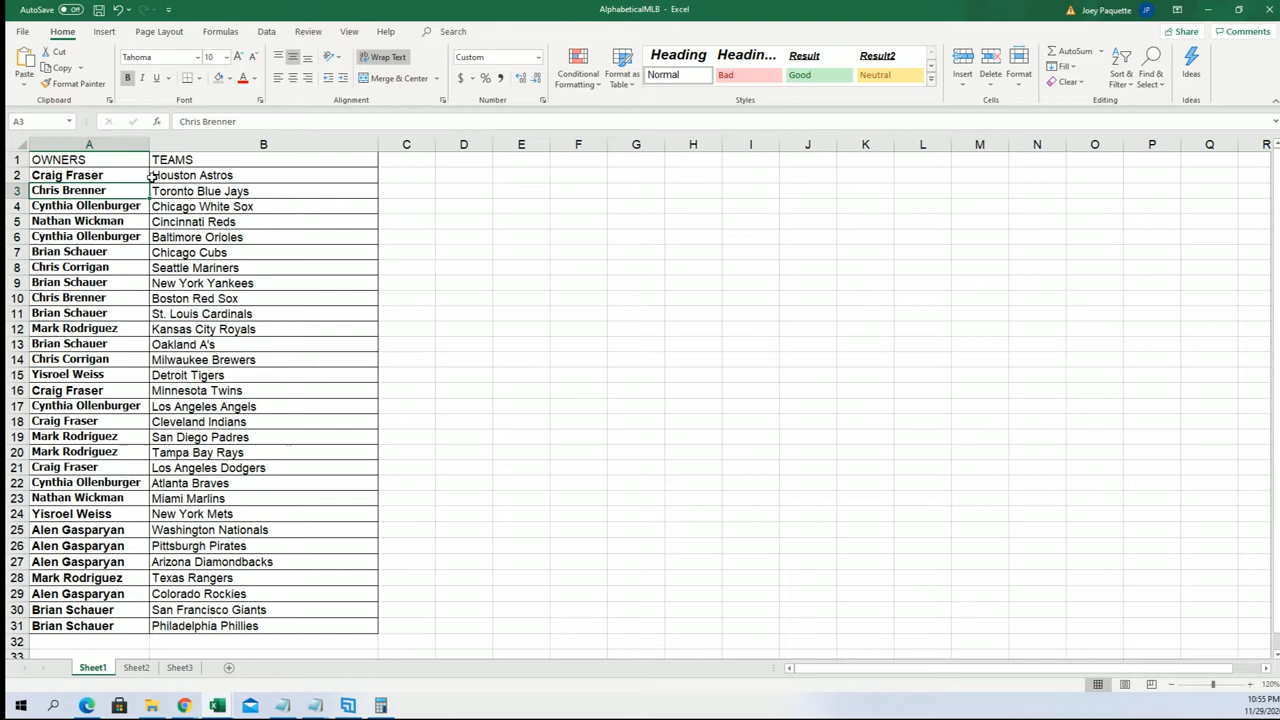 AutoSave Off AlphabeticalMLB - Excel Joey Paquette JP
File Home Insert Page Layout Formulas Data Review View Help Search Share Comments
Paste Cut Copy Format Painter Clipboard
Tahoma 10 B I U A Font
Wrap Text Merge & Center Alignment
Custom $ % Number
Conditional Formatting Format as Table
Heading Headin... Result Result2
Normal Bad Good Neutral Styles
Insert Delete Format Cells
AutoSum Fill Clear Sort & Filter Find & Select Editing
Ideas Ideas
A3 fx Chris Brenner
A B C D E F G H I J K L M N O P Q R
1 OWNERS TEAMS
2 Craig Fraser Houston Astros
3 Chris Brenner Toronto Blue Jays
4 Cynthia Ollenburger Chicago White Sox
5 Nathan Wickman Cincinnati Reds
6 Cynthia Ollenburger Baltimore Orioles
7 Brian Schauer Chicago Cubs
8 Chris Corrigan Seattle Mariners
9 Brian Schauer New York Yankees
10 Chris Brenner Boston Red Sox
11 Brian Schauer St. Louis Cardinals
12 Mark Rodriguez Kansas City Royals
13 Brian Schauer Oakland A's
14 Chris Corrigan Milwaukee Brewers
15 Yisroel Weiss Detroit Tigers
16 Craig Fraser Minnesota Twins
17 Cynthia Ollenburger Los Angeles Angels
18 Craig Fraser Cleveland Indians
19 Mark Rodriguez San Diego Padres
20 Mark Rodriguez Tampa Bay Rays
21 Craig Fraser Los Angeles Dodgers
22 Cynthia Ollenburger Atlanta Braves
23 Nathan Wickman Miami Marlins
24 Yisroel Weiss New York Mets
25 Alen Gasparyan Washington Nationals
26 Alen Gasparyan Pittsburgh Pirates
27 Alen Gasparyan Arizona Diamondbacks
28 Mark Rodriguez Texas Rangers
29 Alen Gasparyan Colorado Rockies
30 Brian Schauer San Francisco Giants
31 Brian Schauer Philadelphia Phillies
32
33
Sheet1 Sheet2 Sheet3
120%
10:55 PM